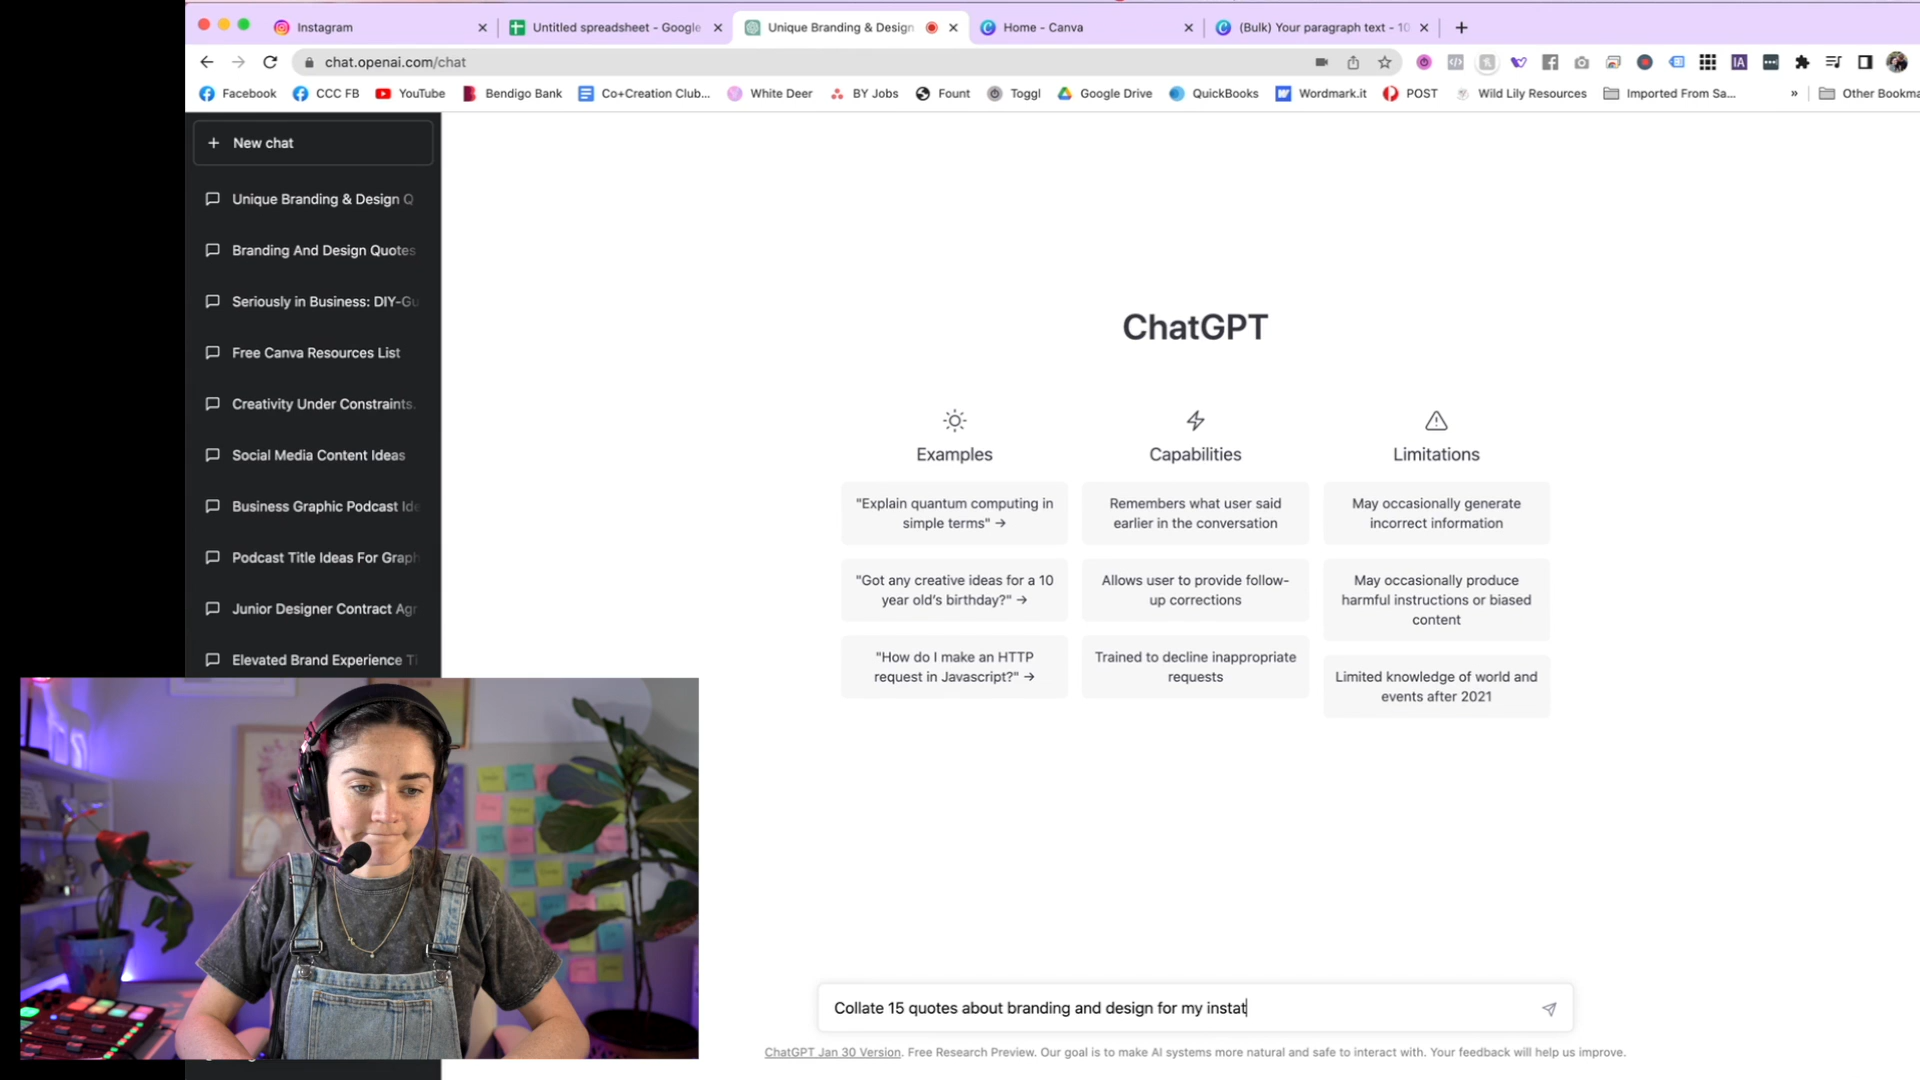 Instagram
Untitled spreadsheet - Google
Unique Branding & Design
Home - Canva
(Bulk) Your paragraph text - 10
chat.openai.com/chat
Facebook
CCC FB
YouTube
Bendigo Bank
Co+Creation Club...
White Deer
BY Jobs
Fount
Toggl
Google Drive
QuickBooks
Wordmark.it
POST
Wild Lily Resources
Imported From Sa...
»
Other Bookma
New chat
Unique Branding & Design Q
Branding And Design Quotes
Seriously in Business: DIY-Gu
Free Canva Resources List
Creativity Under Constraints.
Social Media Content Ideas
Business Graphic Podcast Ide
Podcast Title Ideas For Graph
Junior Designer Contract Agr
Elevated Brand Experience Ti
ChatGPT
Examples
"Explain quantum computing in
simple terms" →
"Got any creative ideas for a 10
year old's birthday?" →
"How do I make an HTTP
request in Javascript?" →
Capabilities
Remembers what user said
earlier in the conversation
Allows user to provide follow-
up corrections
Trained to decline inappropriate
requests
Limitations
May occasionally generate
incorrect information
May occasionally produce
harmful instructions or biased
content
Limited knowledge of world and
events after 2021
Collate 15 quotes about branding and design for my instat
ChatGPT Jan 30 Version. Free Research Preview. Our goal is to make AI systems more natural and safe to interact with. Your feedback will help us improve.